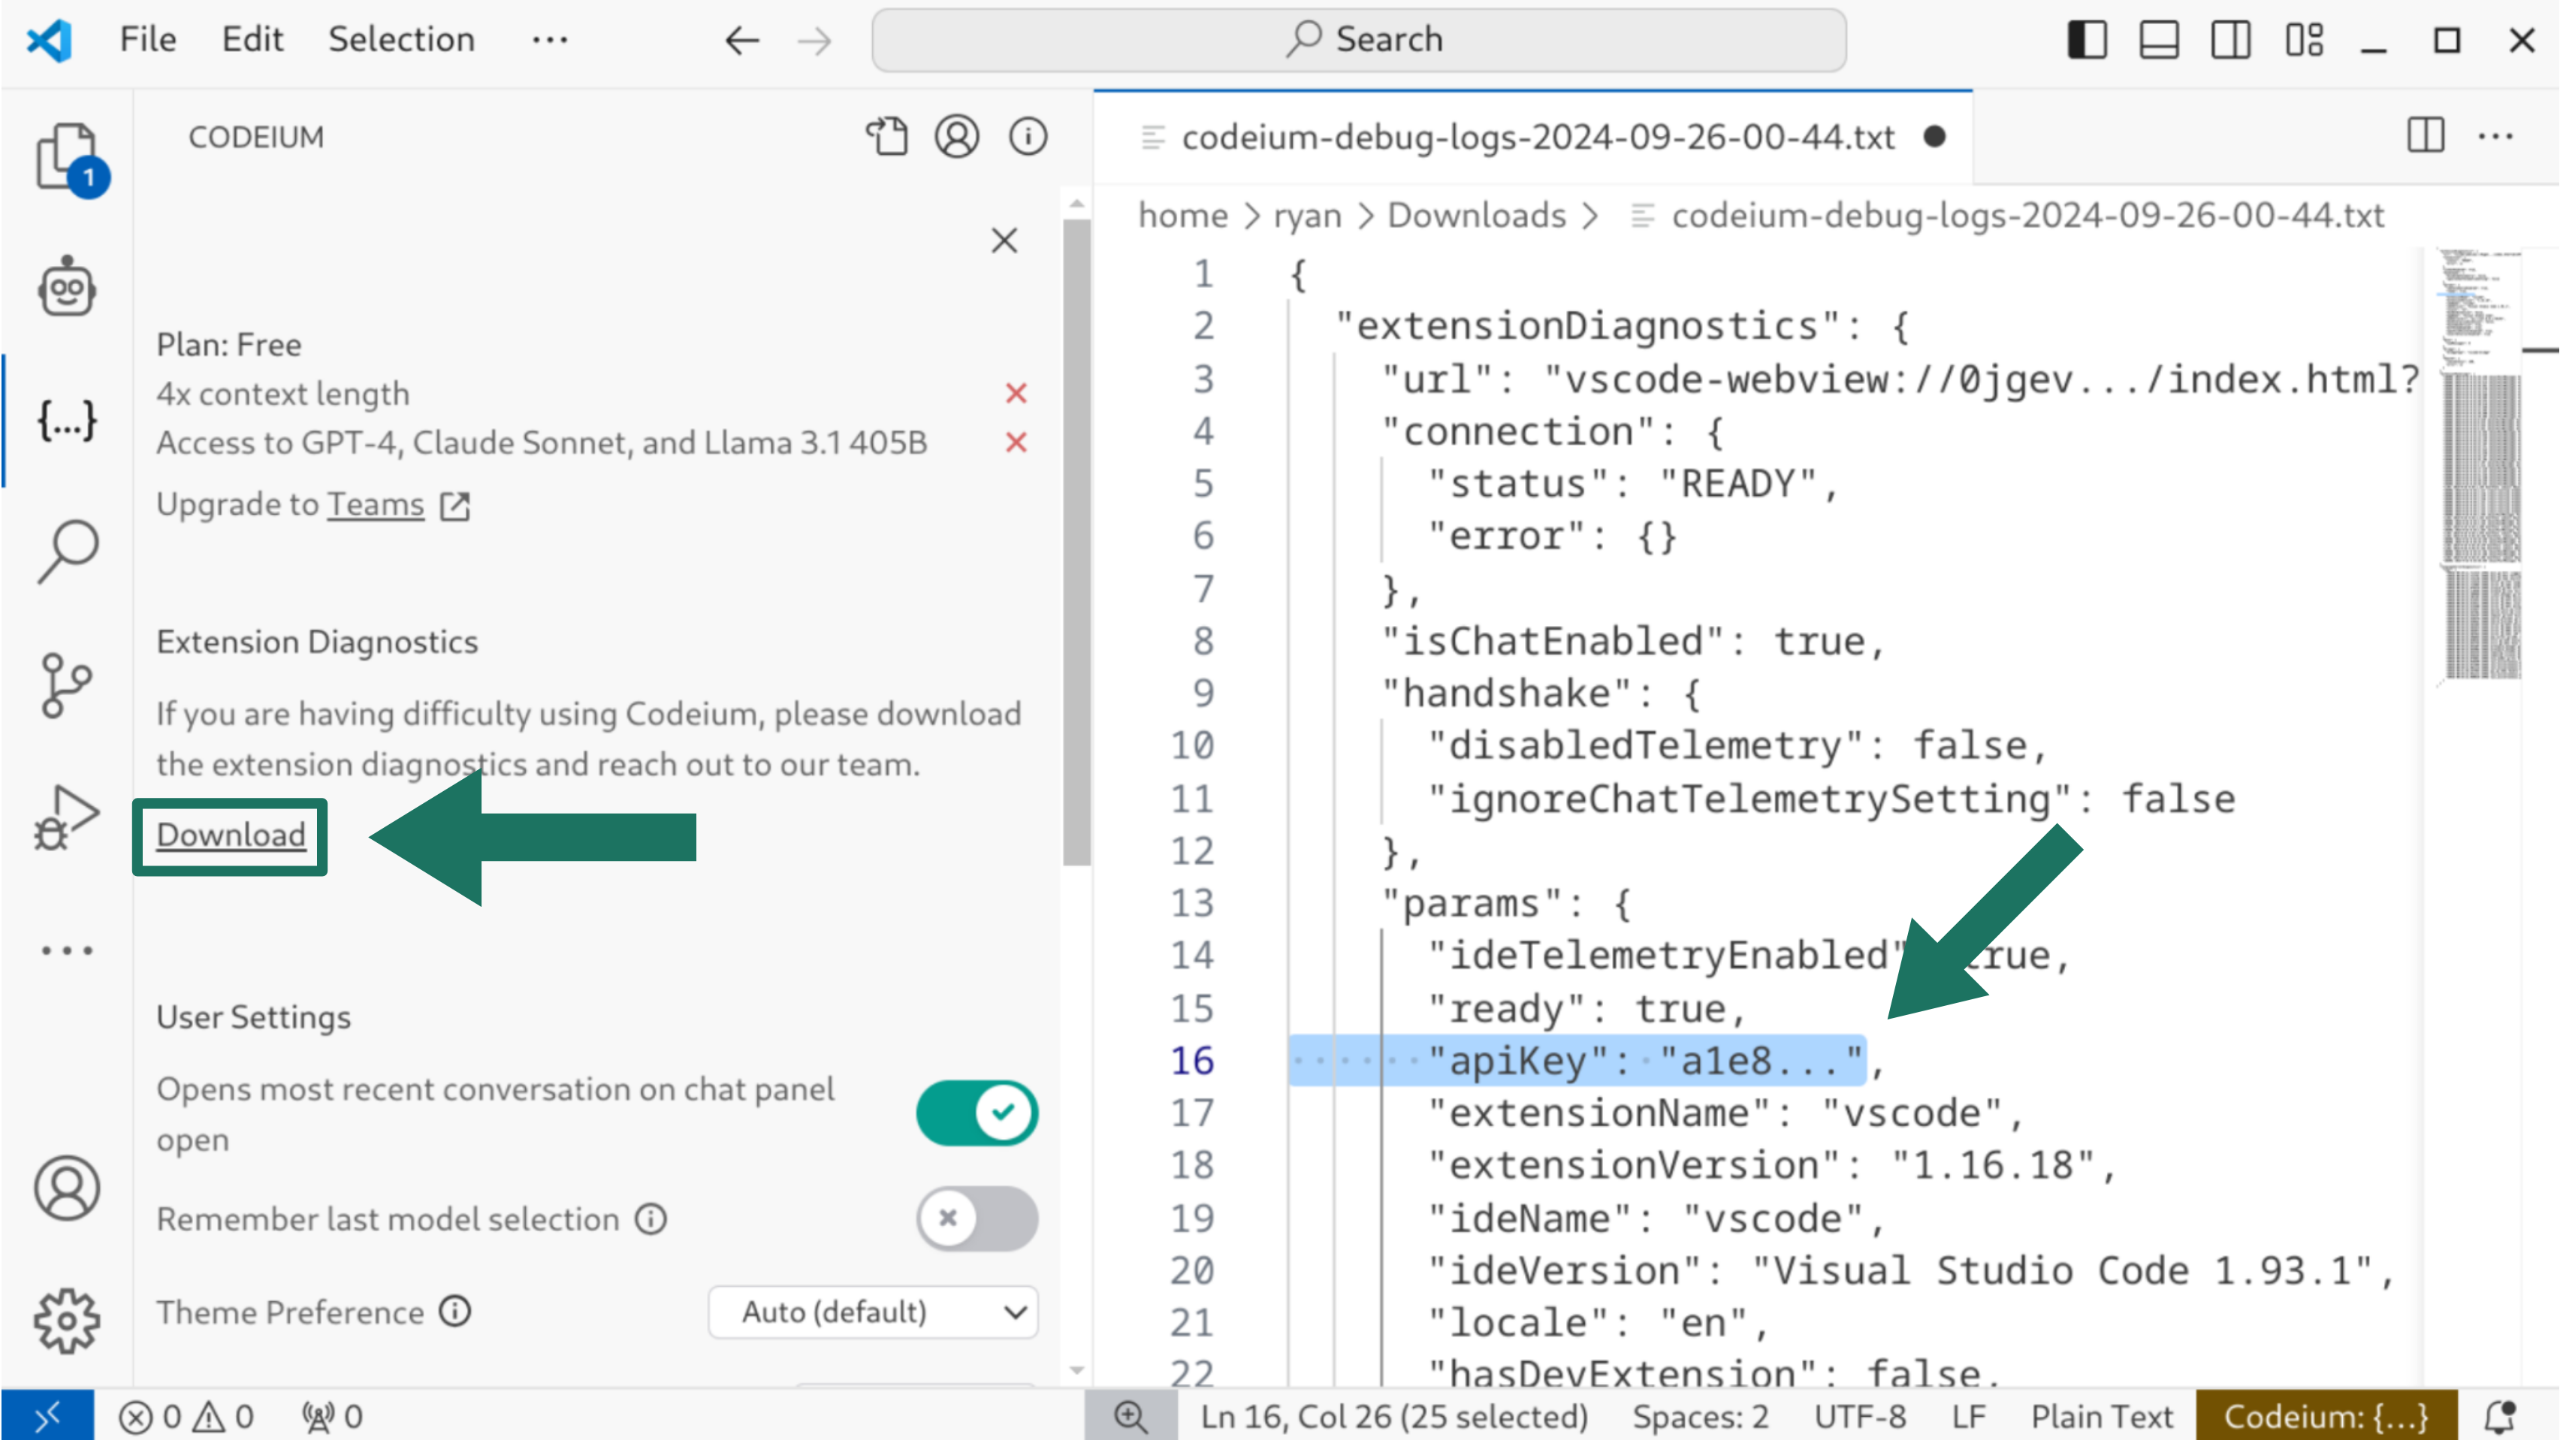 File Edit Selection ···
Search
CODEIUM
1
Plan: Free
4x context length
Access to GPT-4, Claude Sonnet, and Llama 3.1 405B
Upgrade to Teams
Extension Diagnostics
If you are having difficulty using Codeium, please download
the extension diagnostics and reach out to our team.
Download
User Settings
Opens most recent conversation on chat panel
open
Remember last model selection
Theme Preference
Auto (default)
codeium-debug-logs-2024-09-26-00-44.txt
home > ryan > Downloads > codeium-debug-logs-2024-09-26-00-44.txt
1 {
2 "extensionDiagnostics": {
3 "url": "vscode-webview://0jgev.../index.html?
4 "connection": {
5 "status": "READY",
6 "error": {}
7 },
8 "isChatEnabled": true,
9 "handshake": {
10 "disabledTelemetry": false,
11 "ignoreChatTelemetrySetting": false
12 },
13 "params": {
14 "ideTelemetryEnabled" true,
15 "ready": true,
16 "apiKey": "a1e8...",
17 "extensionName": "vscode",
18 "extensionVersion": "1.16.18",
19 "ideName": "vscode",
20 "ideVersion": "Visual Studio Code 1.93.1",
21 "locale": "en",
22 "hasDevExtension": false,
0 0 0
Ln 16, Col 26 (25 selected) Spaces: 2 UTF-8 LF Plain Text Codeium: {...}